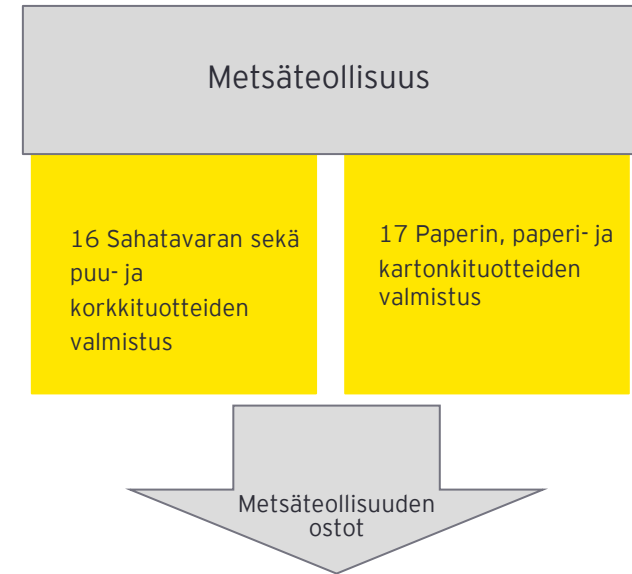 Metsäteollisuus
16 Sahatavaran sekä
puu- ja
korkkituotteiden
valmistus
17 Paperin, paperi- ja
kartonkituotteiden
valmistus
Metsäteollisuuden
ostot